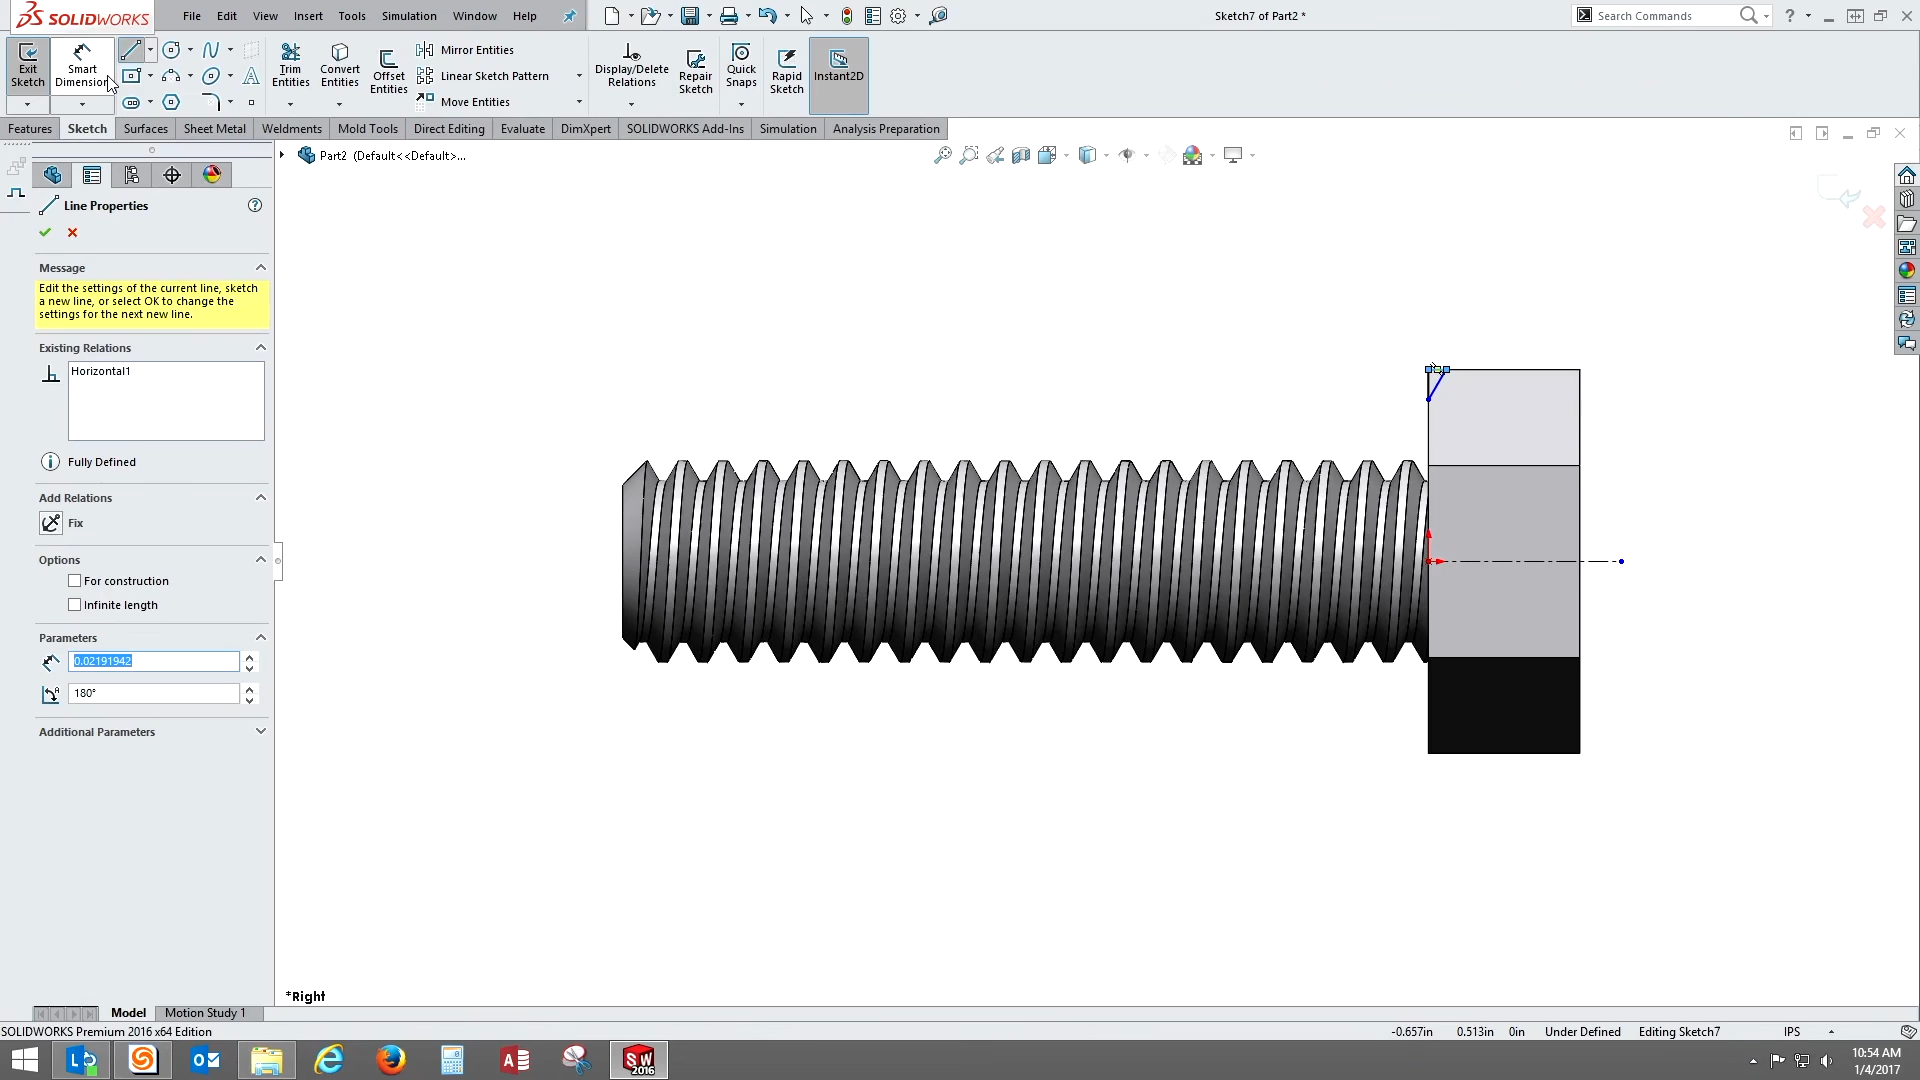 SOLIDWORKS File Edit View Insert Tools Simulation Window Help Sketch7 of Part2 * Search Commands ?
Exit Sketch
Smart Dimension
Trim Entities
Convert Entities
Offset Entities
Mirror Entities
Linear Sketch Pattern
Move Entities
Display/Delete Relations
Repair Sketch
Quick Snaps
Rapid Sketch
Instant2D
Features Sketch Surfaces Sheet Metal Weldments Mold Tools Direct Editing Evaluate DimXpert SOLIDWORKS Add-Ins Simulation Analysis Preparation
Part2 (Default<<Default>...
Line Properties
Message
Edit the settings of the current line, sketch
a new line, or select OK to change the
settings for the next new line.
Existing Relations
Horizontal1
Fully Defined
Add Relations
Fix
Options
For construction
Infinite length
Parameters
0.02191942
180°
Additional Parameters
*Right
Model Motion Study 1
SOLIDWORKS Premium 2016 x64 Edition -0.657in 0.513in 0in Under Defined Editing Sketch7 IPS
10:54 AM
1/4/2017